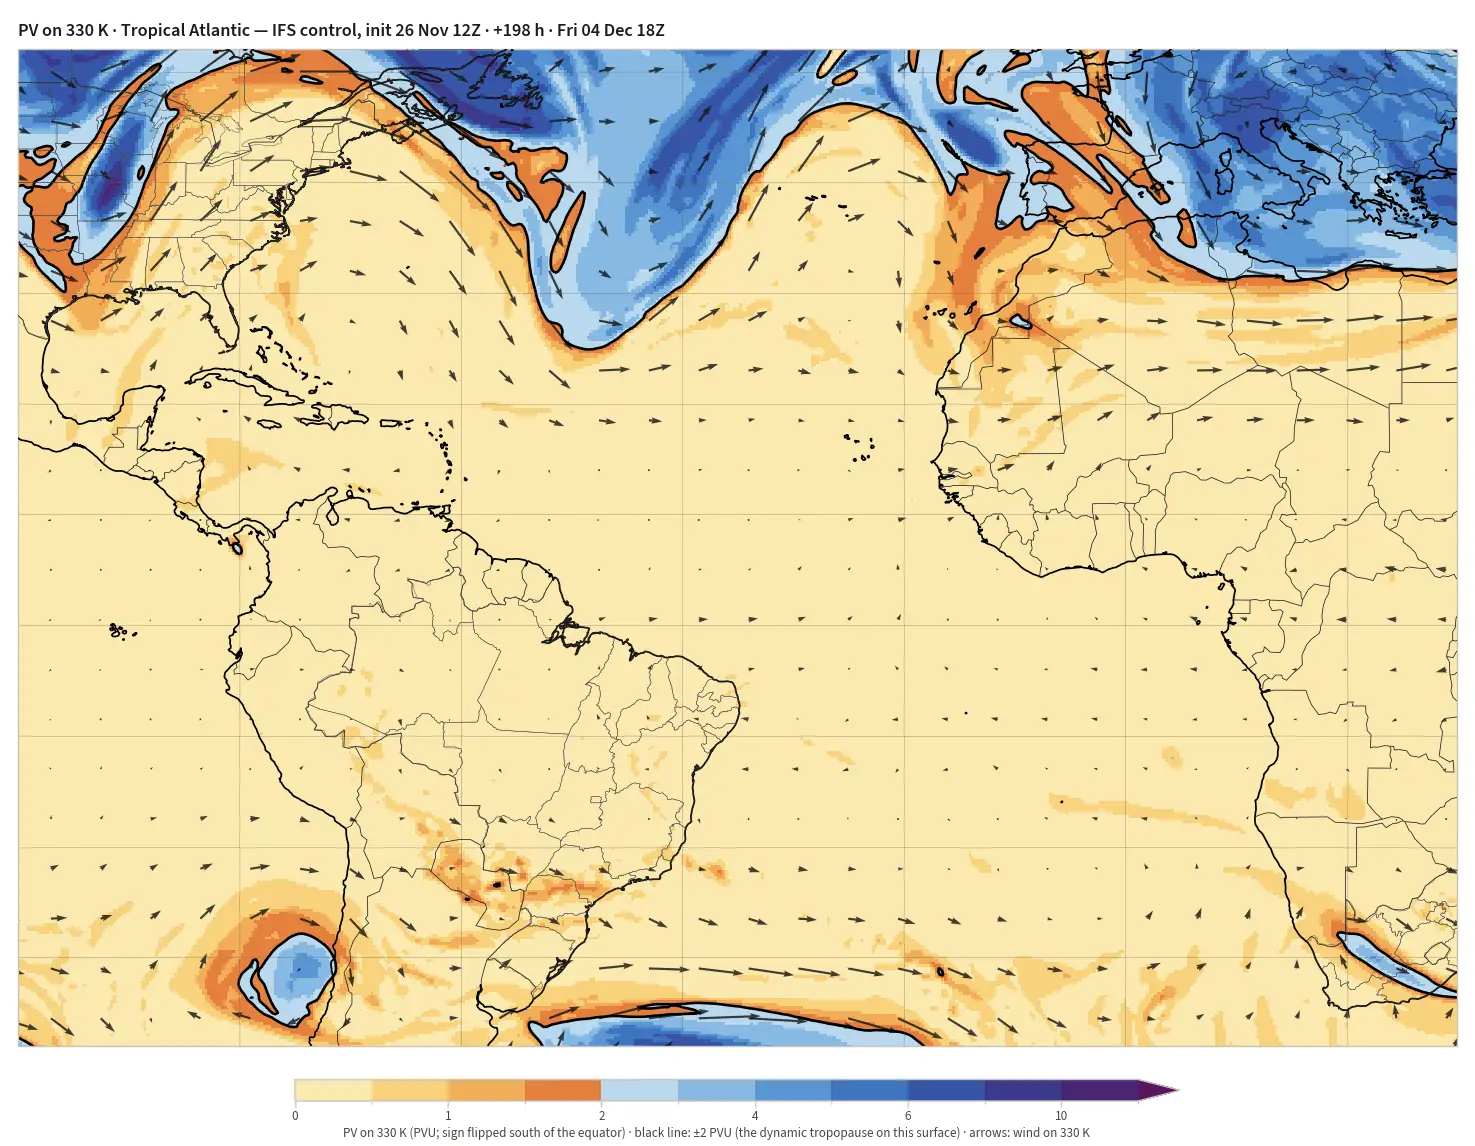 PV on 330 K · Tropical Atlantic — IFS control, init 26 Nov 12Z · +198 h · Fri 04 Dec 18Z
0 1 2 4 6 10
PV on 330 K (PVU; sign flipped south of the equator) · black line: ±2 PVU (the dynamic tropopause on this surface) · arrows: wind on 330 K